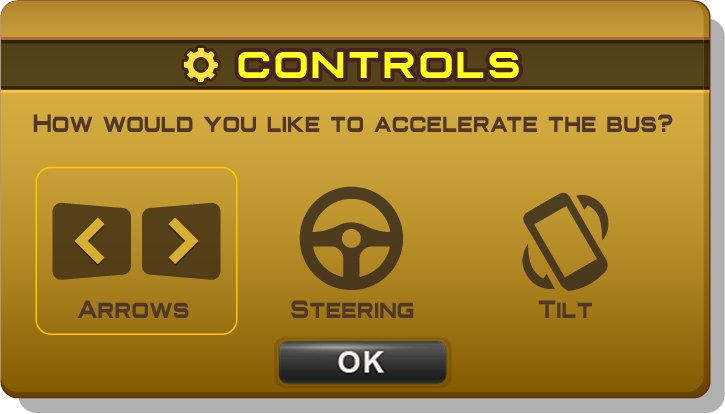 CONTROLS
How would you like to accelerate the bus?
Arrows Steering Tilt
OK